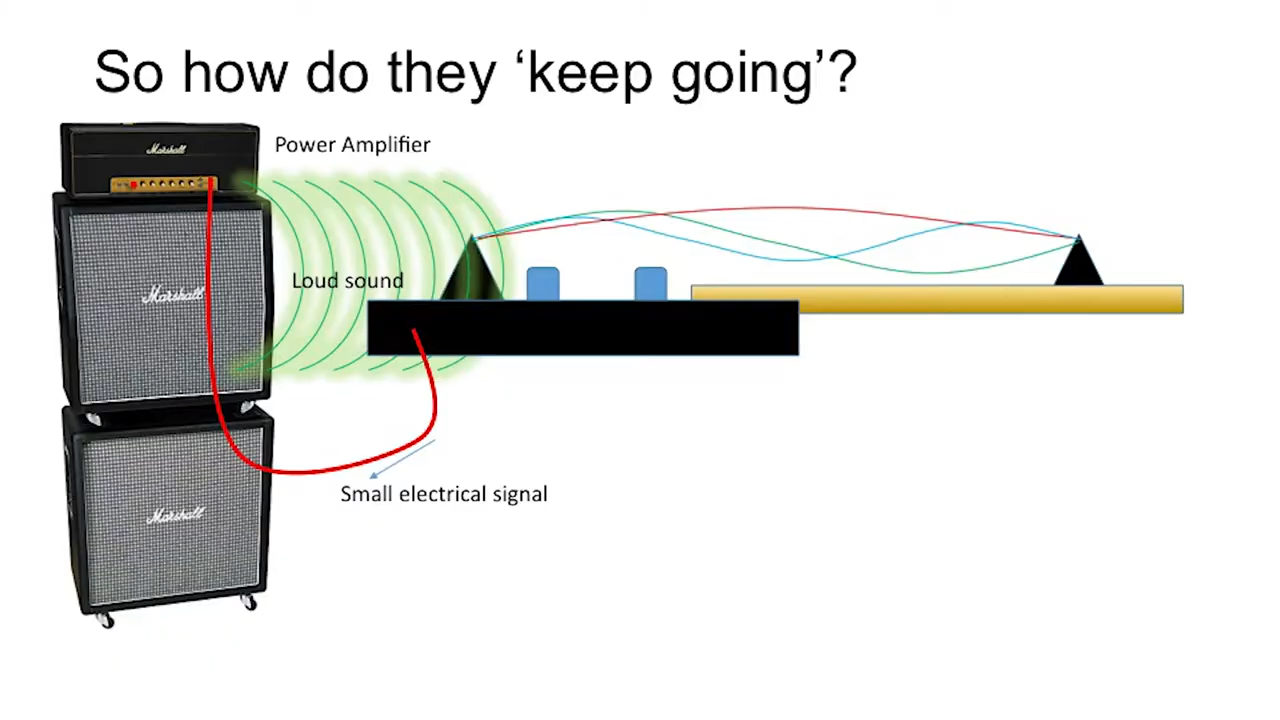 So how do they ‘keep going’?
Marshall
Power Amplifier
Loud sound
Marshall
Small electrical signal
Marshall